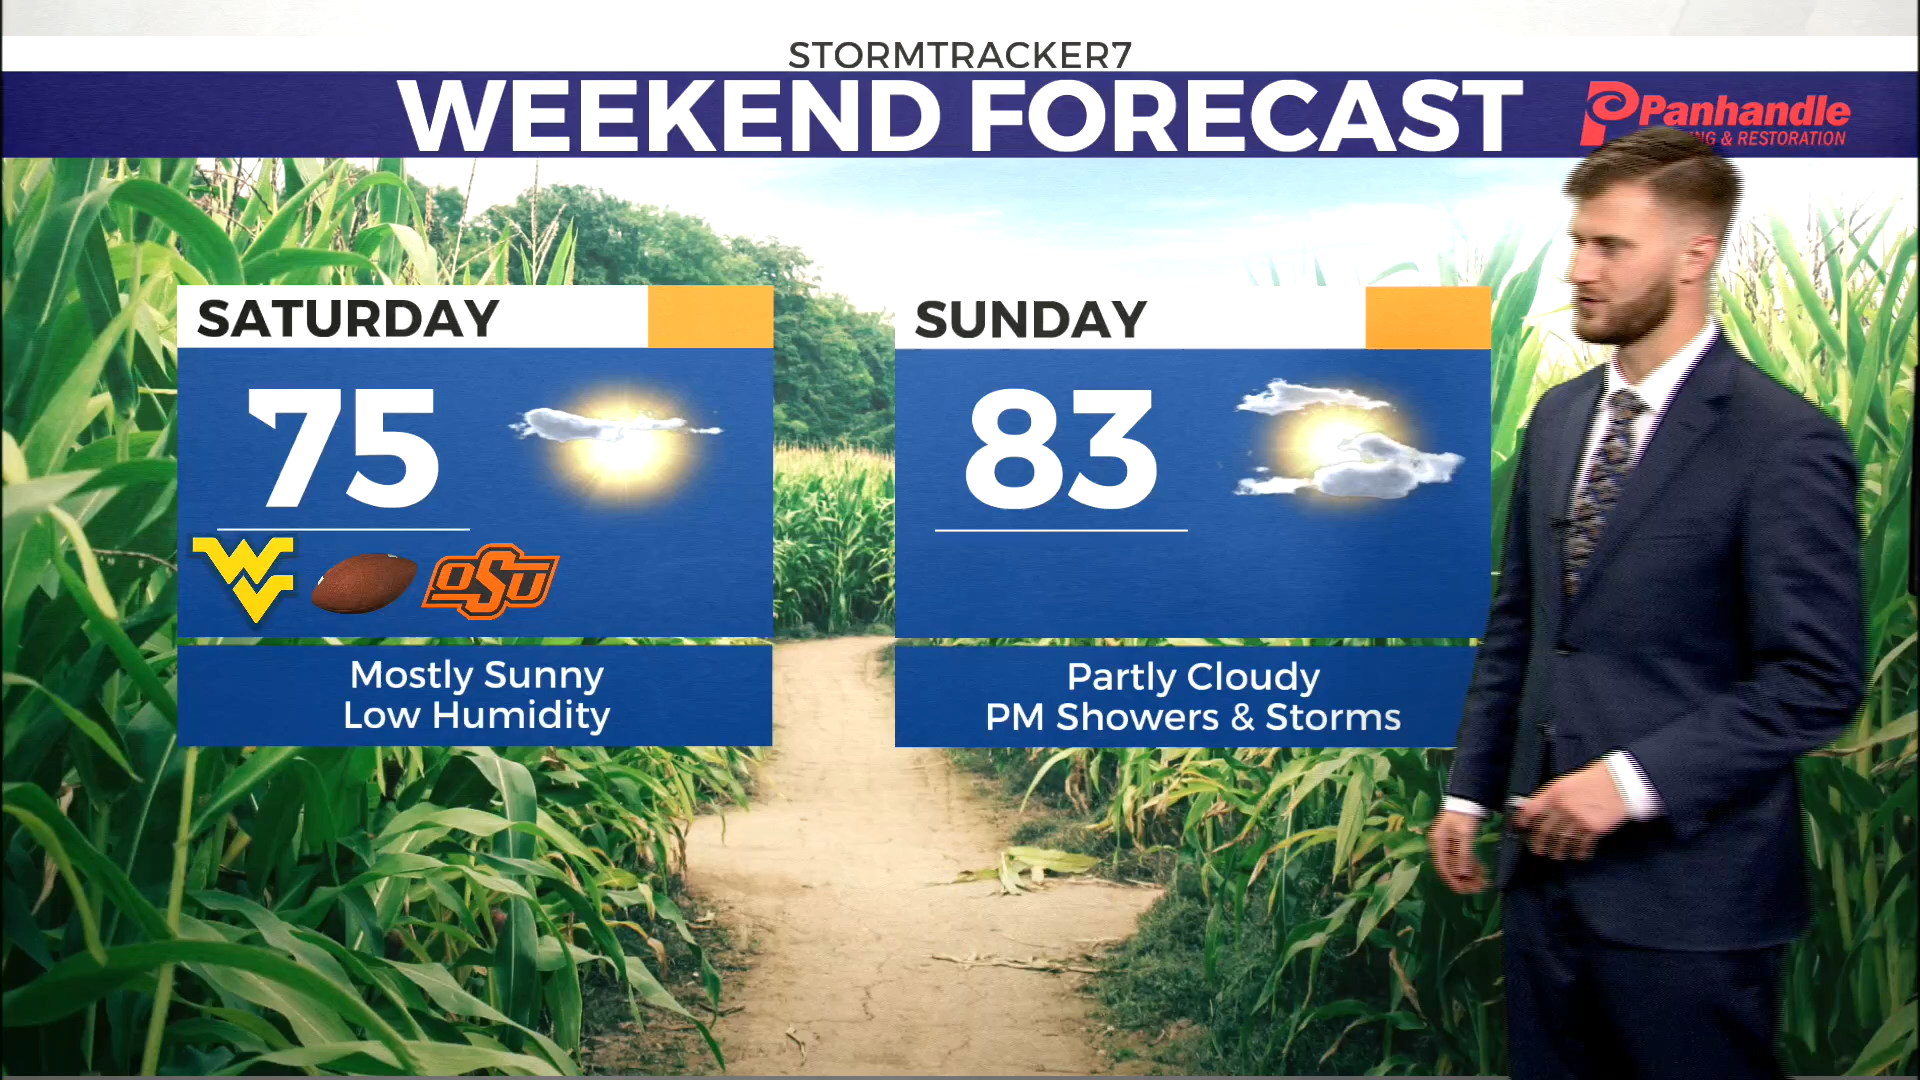 STORMTRACKER7
WEEKEND FORECAST
Panhandle
& RESTORATION
SATURDAY
75
WV
OSU
Mostly Sunny
Low Humidity
SUNDAY
83
Partly Cloudy
PM Showers & Storms